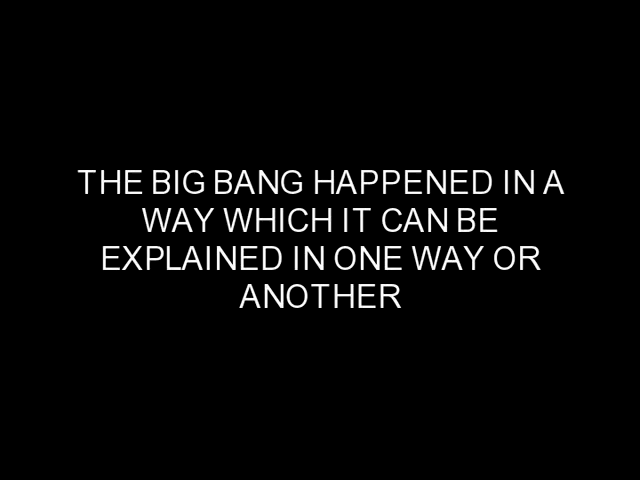 THE BIG BANG HAPPENED IN A
WAY WHICH IT CAN BE
EXPLAINED IN ONE WAY OR
ANOTHER